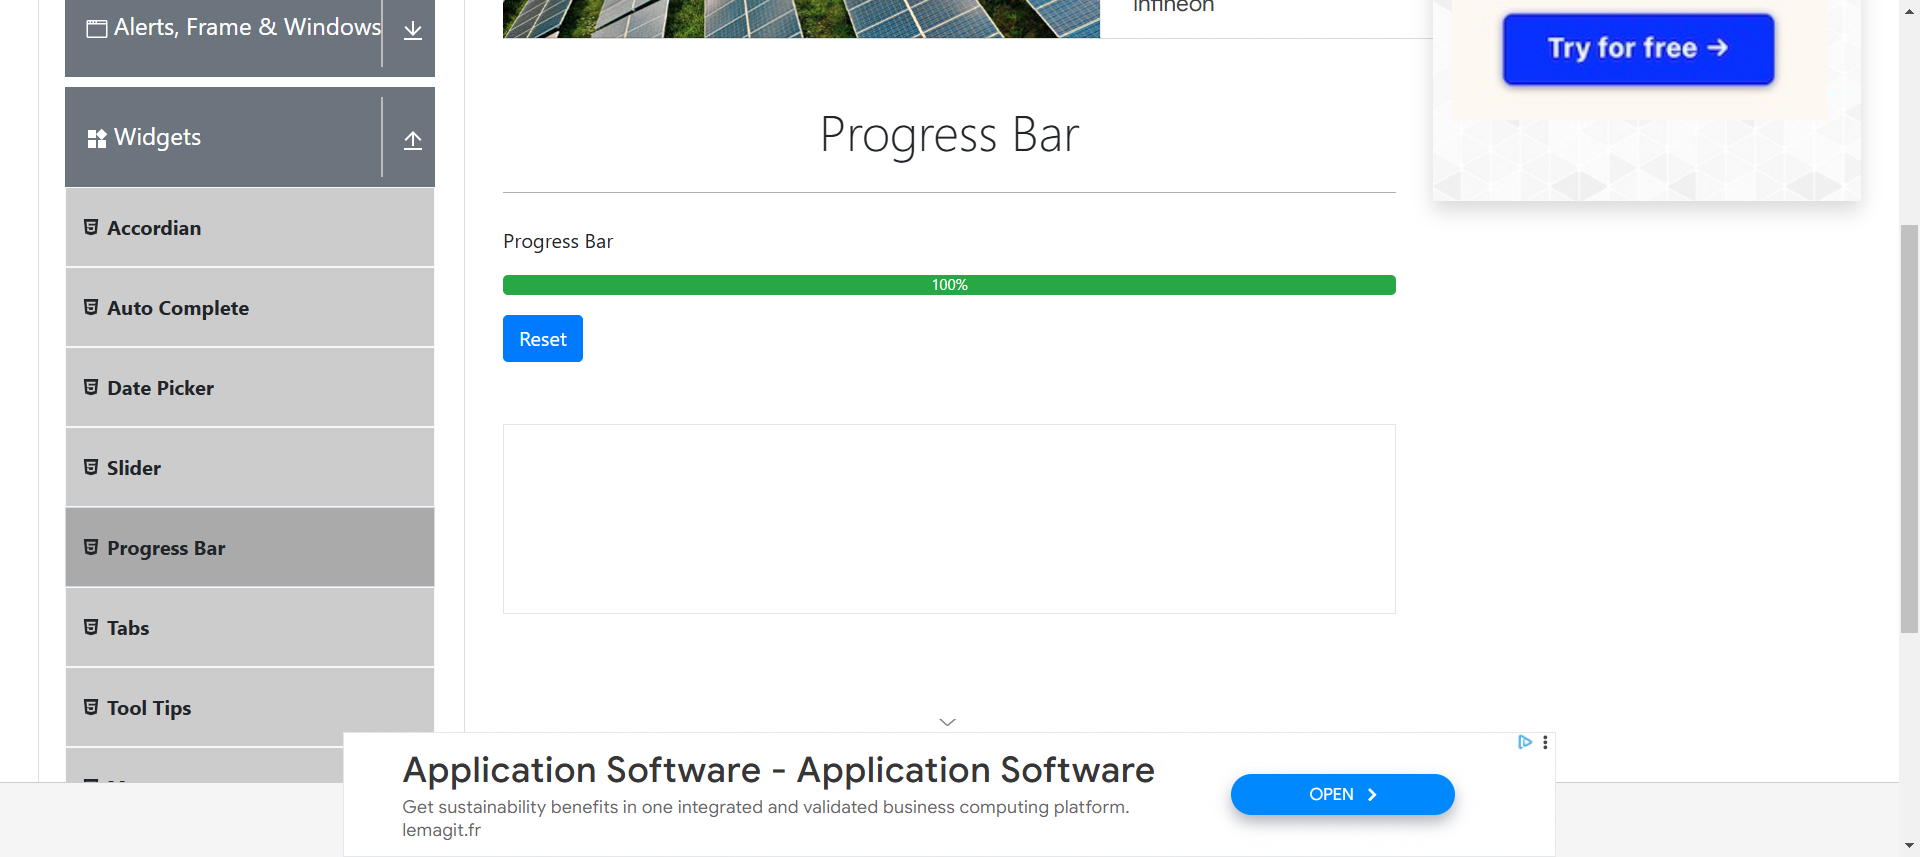 Alerts, Frame & Windows
Widgets
Accordian
Auto Complete
Date Picker
Slider
Progress Bar
Tabs
Tool Tips
Infineon
Try for free →
Progress Bar
Progress Bar
100%
Reset
Application Software - Application Software
Get sustainability benefits in one integrated and validated business computing platform.
lemagit.fr
OPEN